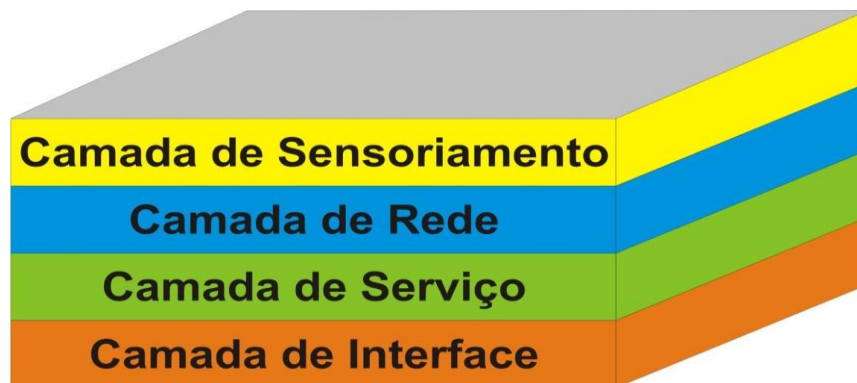 Camada de Sensoriamento
Camada de Rede
Camada de Serviço
Camada de Interface